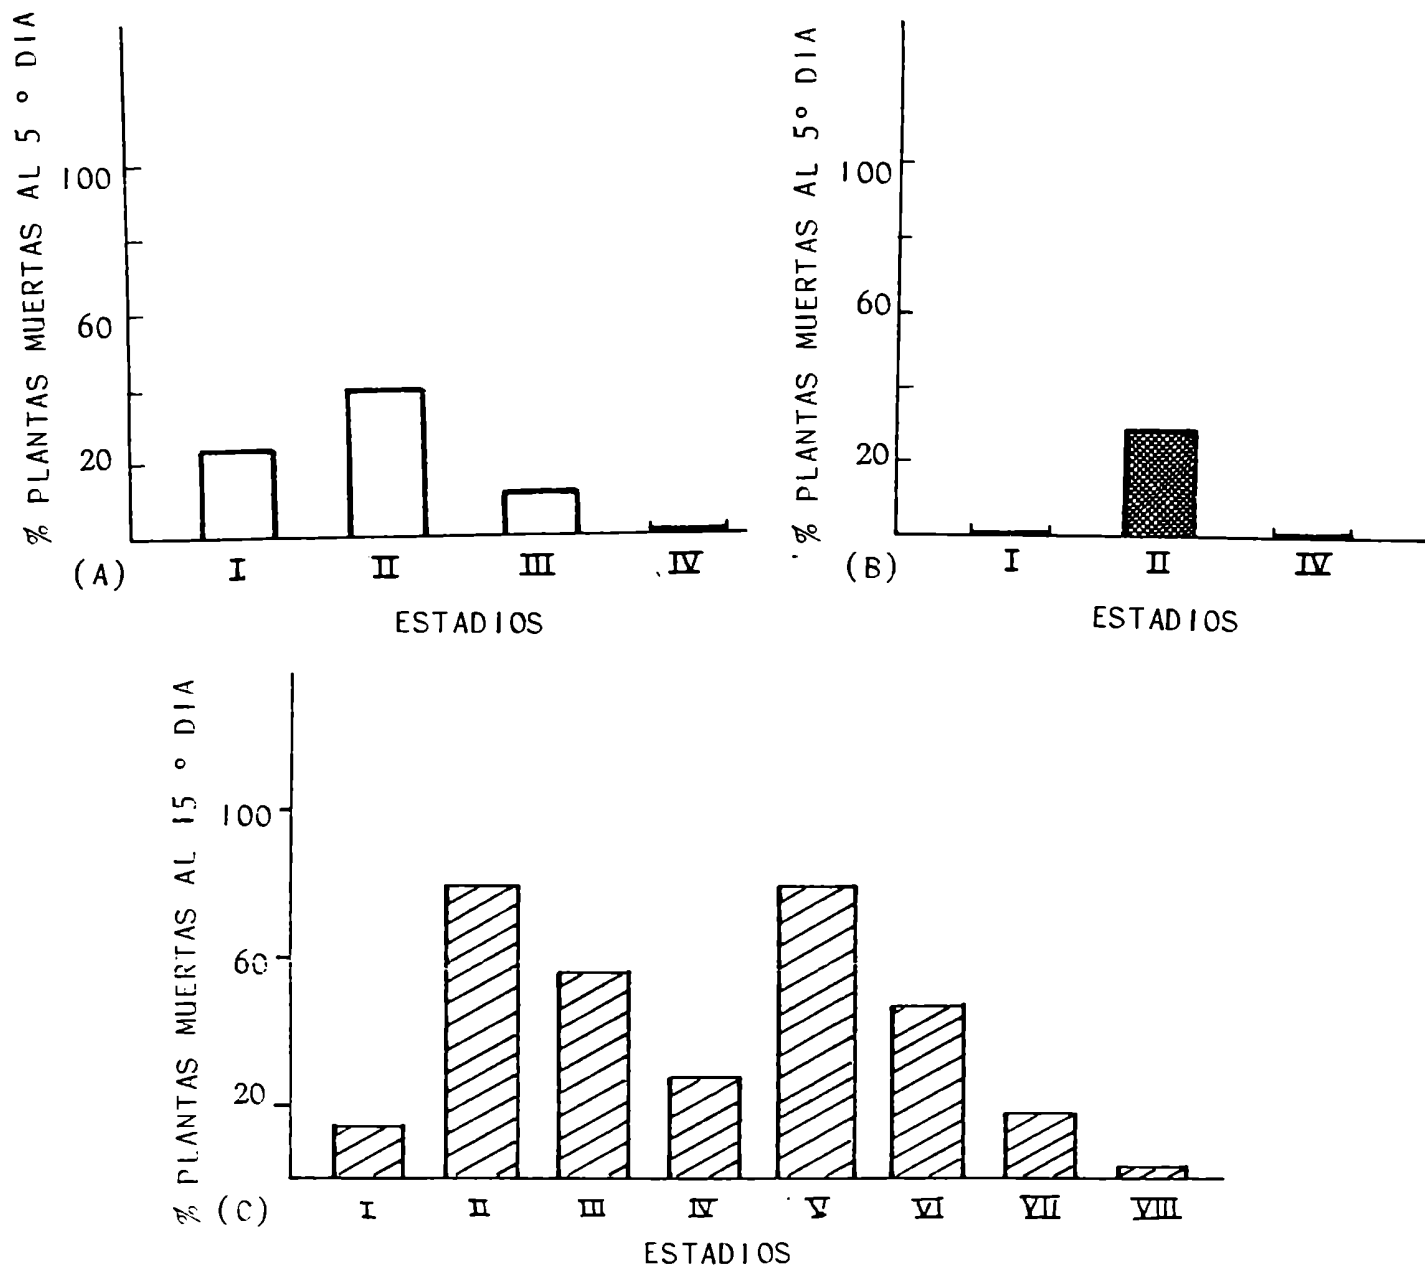 % PLANTAS MUERTAS AL 5° DIA
100
60
20
(A)
I
II
III
IV
ESTADIOS
% PLANTAS MUERTAS AL 5° DIA
100
60
20
(B)
I
II
IV
ESTADIOS
% PLANTAS MUERTAS AL 15° DIA
100
60
20
(C)
I
II
III
IV
V
VI
VII
VIII
ESTADIOS